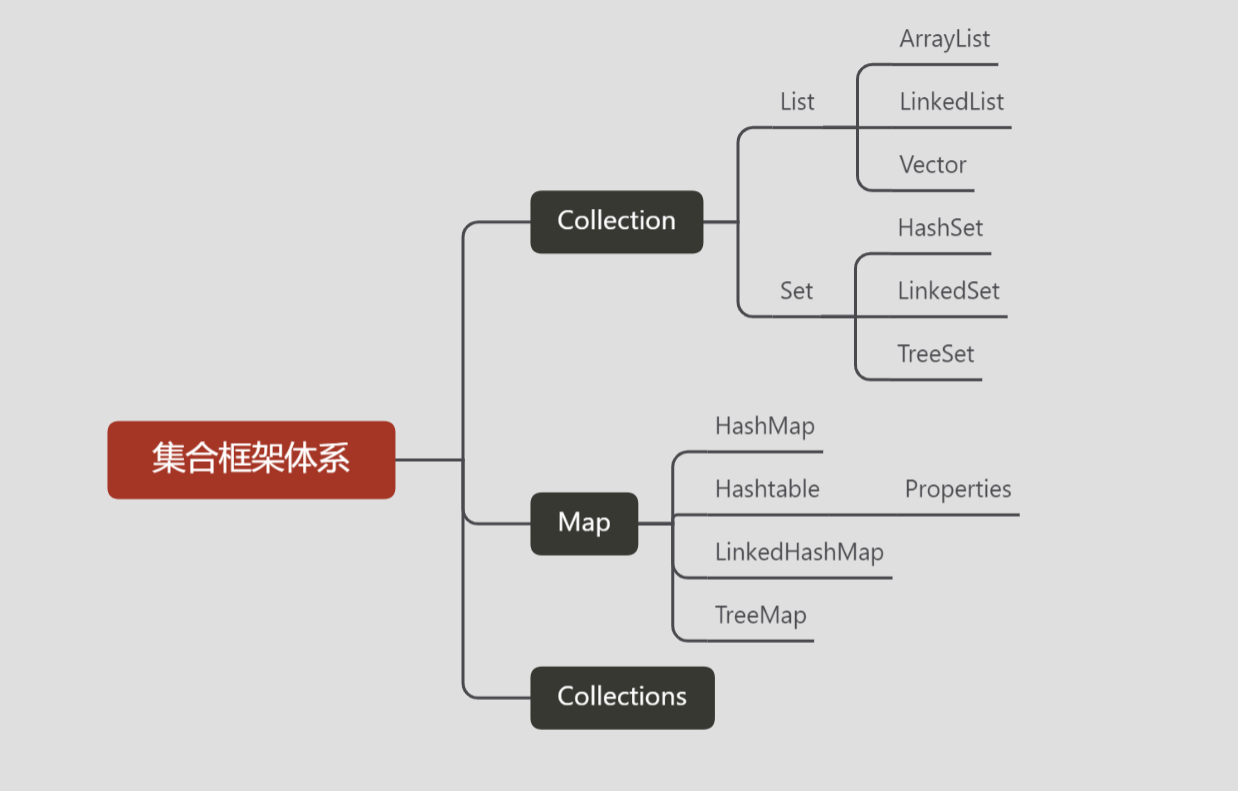 集合框架体系
Collection
List
ArrayList
LinkedList
Vector
Set
HashSet
LinkedSet
TreeSet
Map
HashMap
Hashtable
Properties
LinkedHashMap
TreeMap
Collections